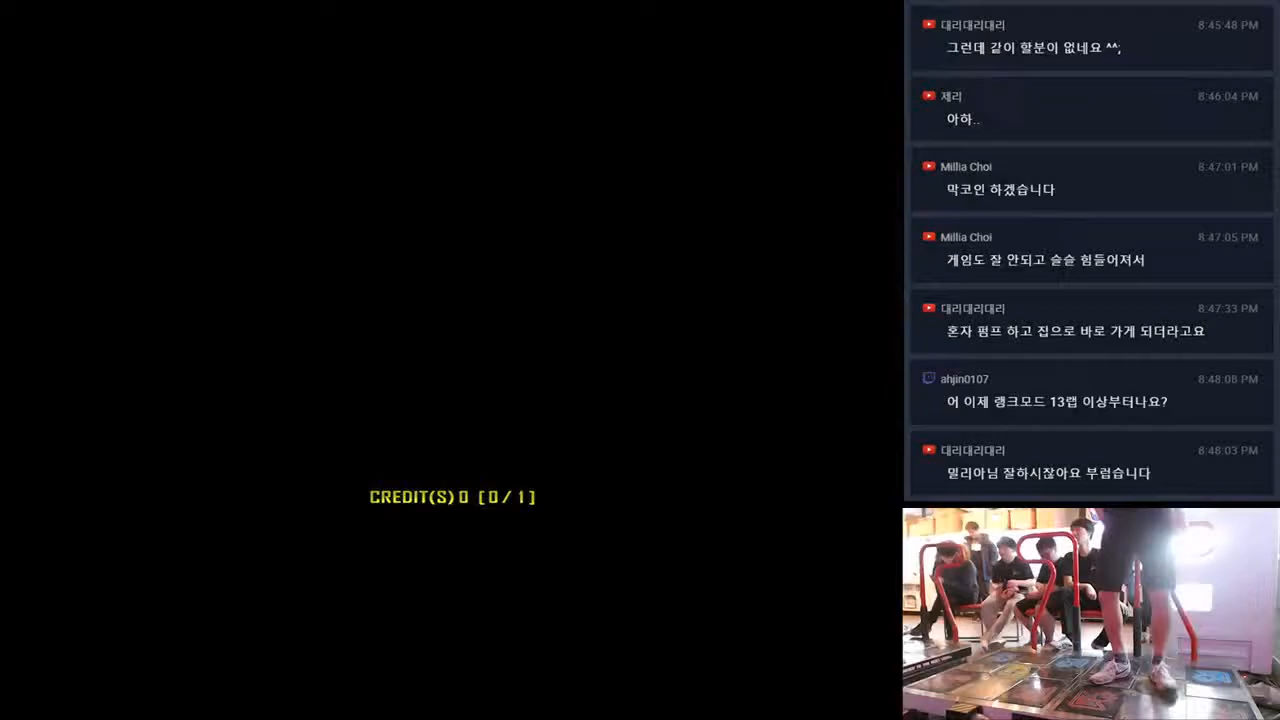 대리대리대리 8:45:48 PM
그런데 같이 할분이 없네요 ^^;
제리 8:46:04 PM
아하..
Millia Choi 8:47:01 PM
막코인 하겠습니다
Millia Choi 8:47:05 PM
게임도 잘 안되고 슬슬 힘들어져서
대리대리대리 8:47:33 PM
혼자 펌프 하고 집으로 바로 가게 되더라고요
ahjin0107 8:48:08 PM
어 이제 랭크모드 13랩 이상부터나요?
대리대리대리 8:48:03 PM
밀리아님 잘하시잖아요 부럽습니다
CREDIT(S) 0 [0/1]